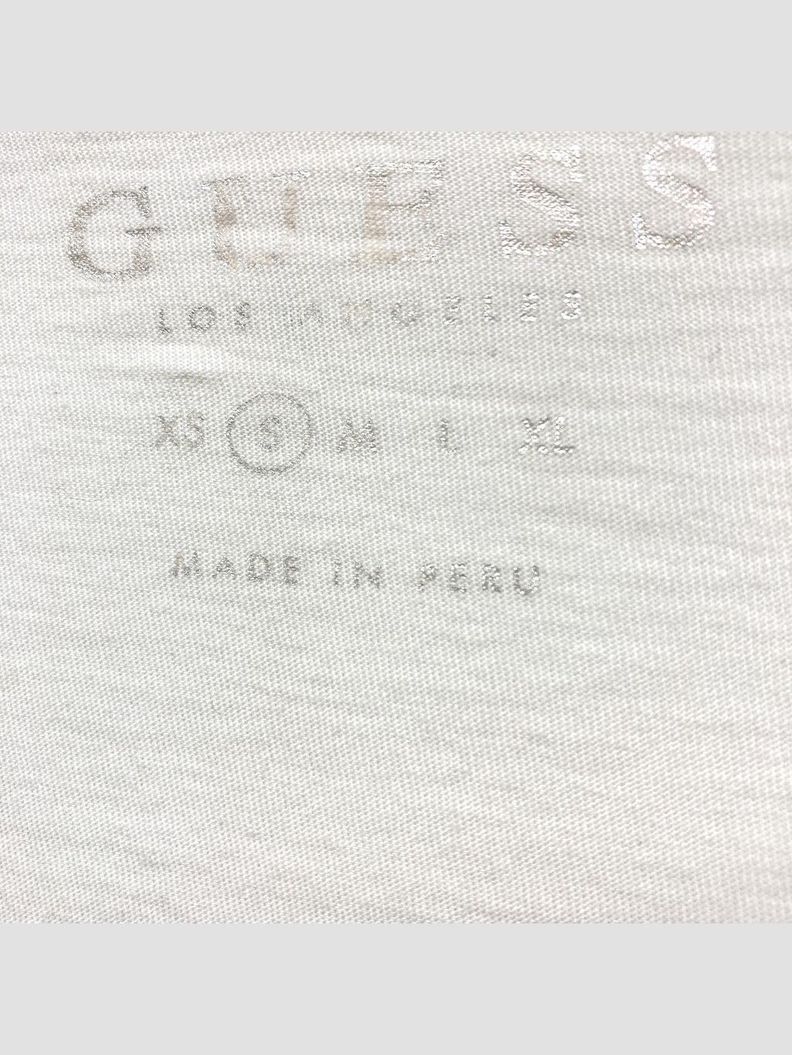 GUESS
LOS ANGELES
XS S M L XL
MADE IN PERU